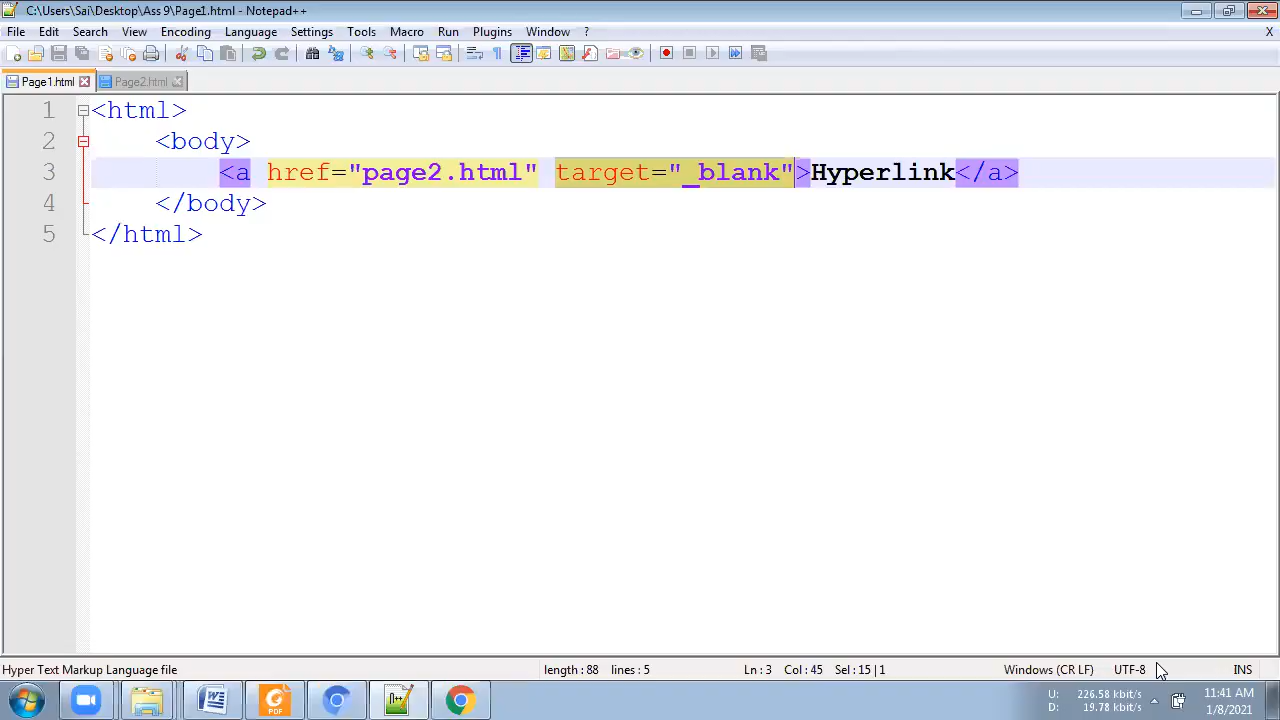 C:\Users\Sai\Desktop\Ass 9\Page1.html - Notepad++
File Edit Search View Encoding Language Settings Tools Macro Run Plugins Window ? X
Page1.html Page2.html
1 <html>
2 <body>
3 <a href="page2.html" target="_blank">Hyperlink</a>
4 </body>
5 </html>
Hyper Text Markup Language file length : 88 lines : 5 Ln : 3 Col : 45 Sel : 15 | 1 Windows (CR LF) UTF-8 INS
U: 226.58 kbit/s 11:41 AM
D: 19.78 kbit/s 1/8/2021
PDF